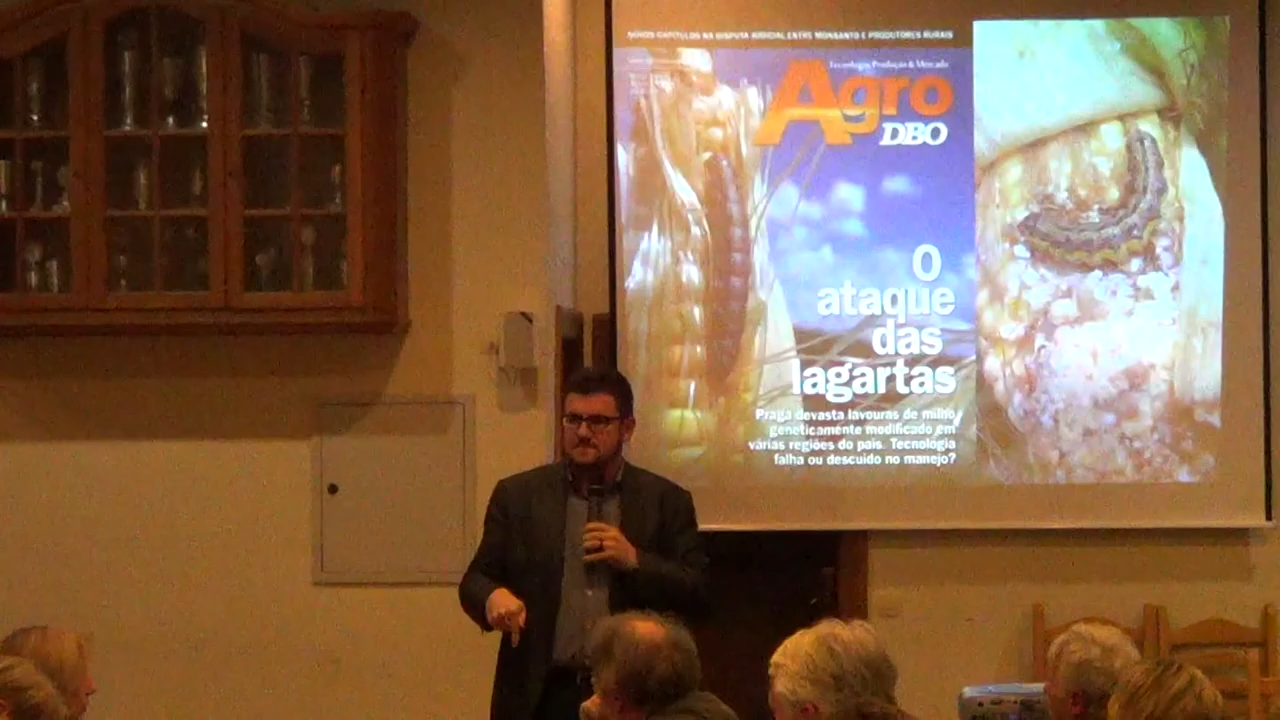 NOVOS CAPÍTULOS NA DISPUTA JUDICIAL ENTRE MONSANTO E PRODUTORES RURAIS
Tecnologia, Produção & Mercado
Agro
DBO
O
ataque
das
lagartas
Praga devasta lavouras de milho
geneticamente modificado em
várias regiões do país. Tecnologia
falha ou descuido no manejo?